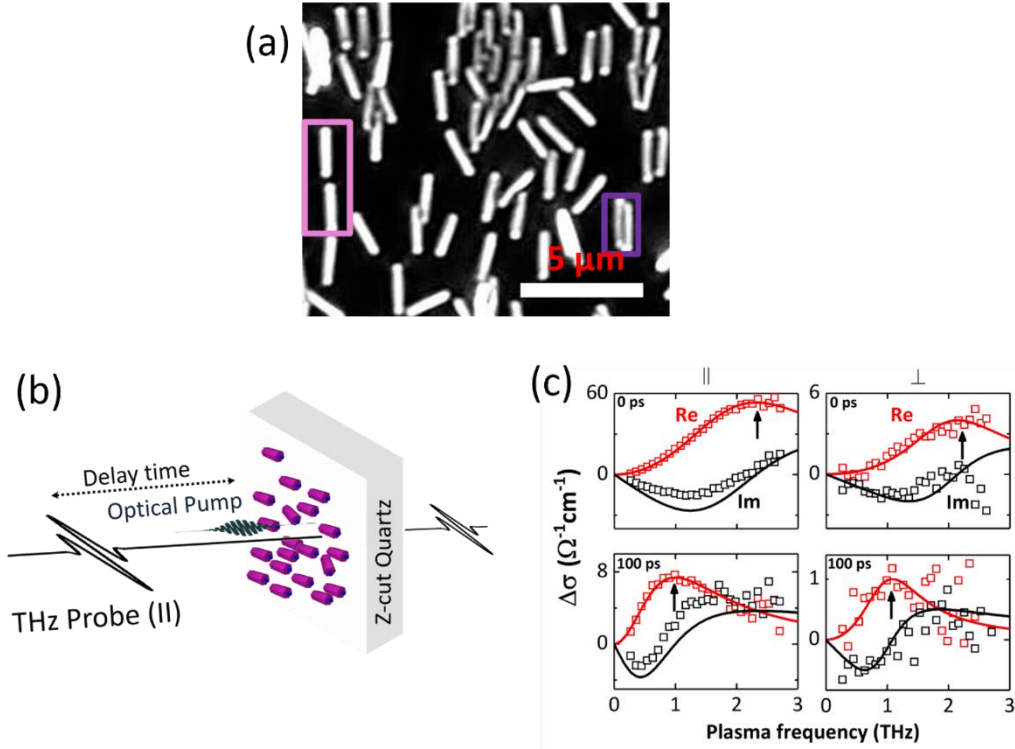 (a)
5 μm
(b)
Delay time
Optical Pump
THz Probe (II)
Z-cut Quartz
(c)
||
⊥
60
0
0 ps
Re
Im
6
0
0 ps
Re
Im
8
0
100 ps
0 1 2 3
1
0
100 ps
0 1 2 3
Δσ (Ω⁻¹cm⁻¹)
Plasma frequency (THz)